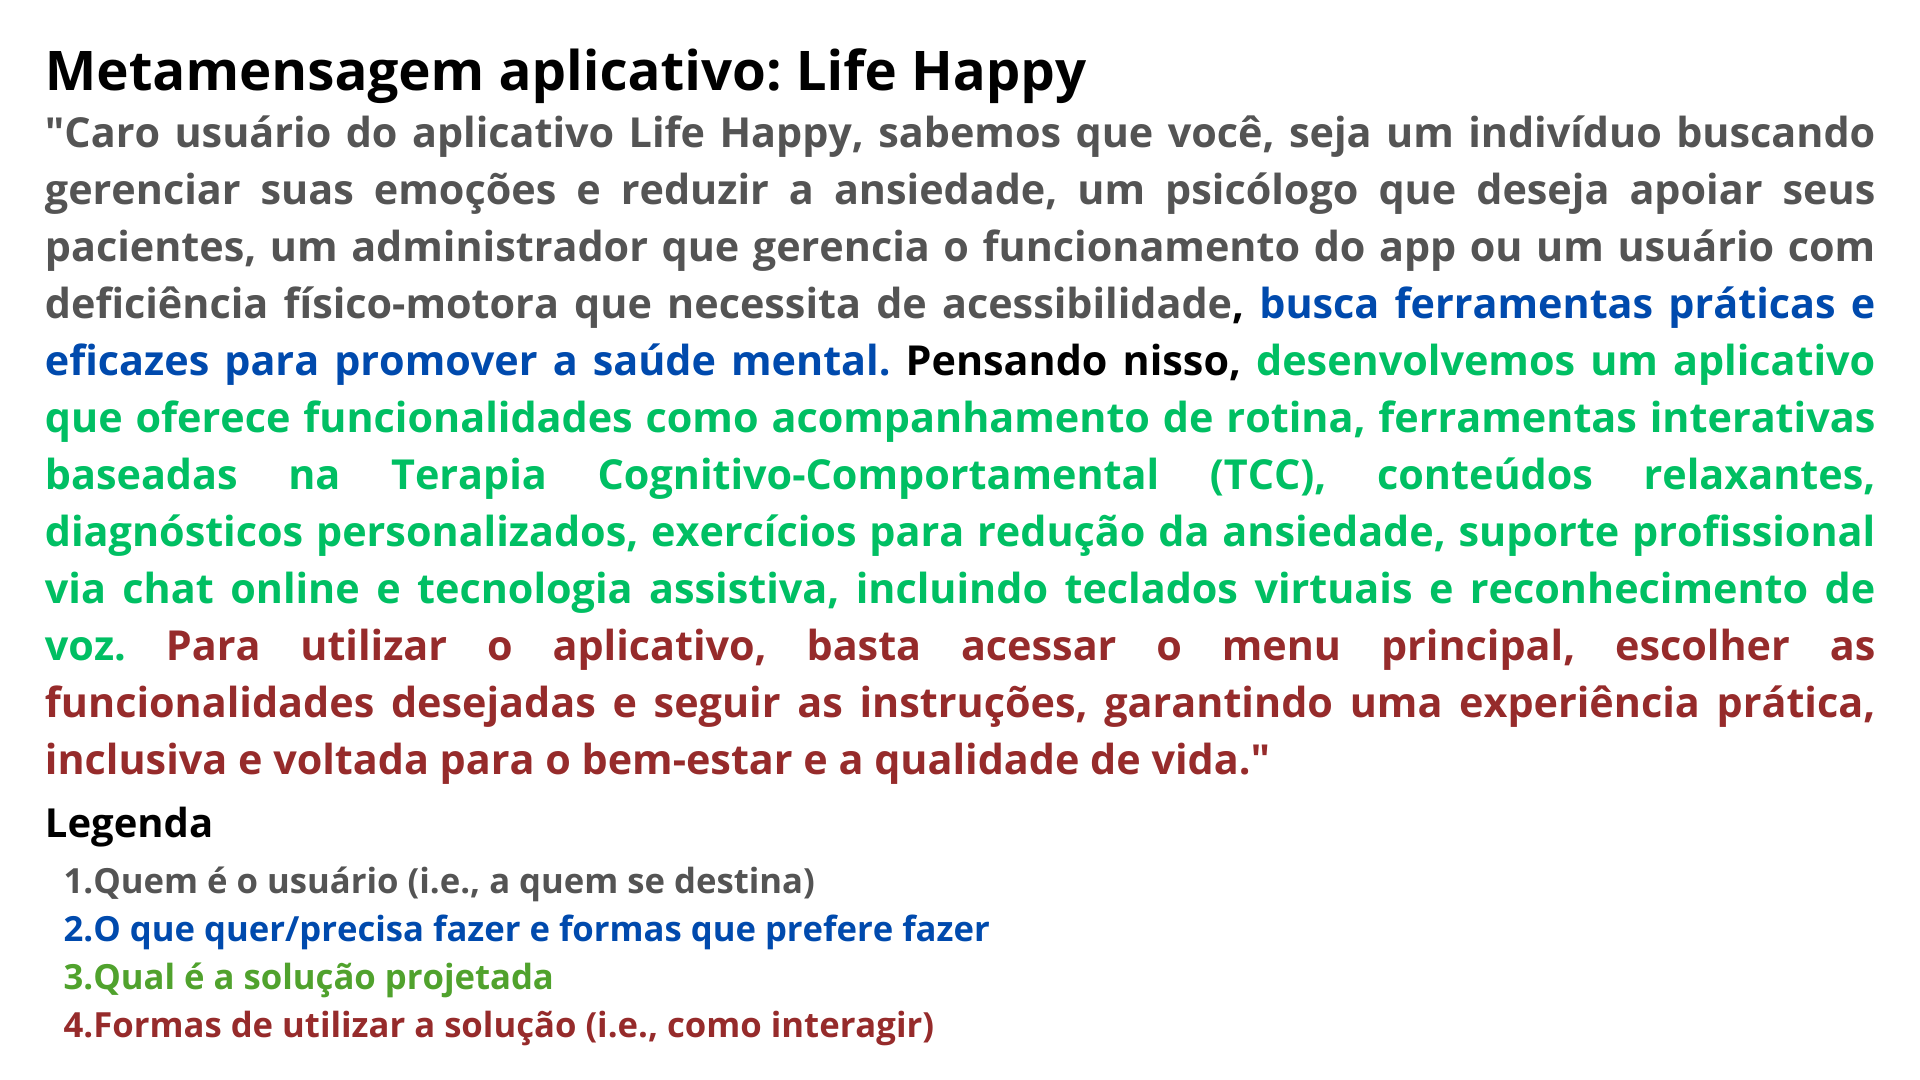 Metamensagem aplicativo: Life Happy
"Caro usuário do aplicativo Life Happy, sabemos que você, seja um indivíduo buscando
gerenciar suas emoções e reduzir a ansiedade, um psicólogo que deseja apoiar seus
pacientes, um administrador que gerencia o funcionamento do app ou um usuário com
deficiência físico-motora que necessita de acessibilidade, busca ferramentas práticas e
eficazes para promover a saúde mental. Pensando nisso, desenvolvemos um aplicativo
que oferece funcionalidades como acompanhamento de rotina, ferramentas interativas
baseadas na Terapia Cognitivo-Comportamental (TCC), conteúdos relaxantes,
diagnósticos personalizados, exercícios para redução da ansiedade, suporte profissional
via chat online e tecnologia assistiva, incluindo teclados virtuais e reconhecimento de
voz. Para utilizar o aplicativo, basta acessar o menu principal, escolher as
funcionalidades desejadas e seguir as instruções, garantindo uma experiência prática,
inclusiva e voltada para o bem-estar e a qualidade de vida."
Legenda
1.Quem é o usuário (i.e., a quem se destina)
2.O que quer/precisa fazer e formas que prefere fazer
3.Qual é a solução projetada
4.Formas de utilizar a solução (i.e., como interagir)